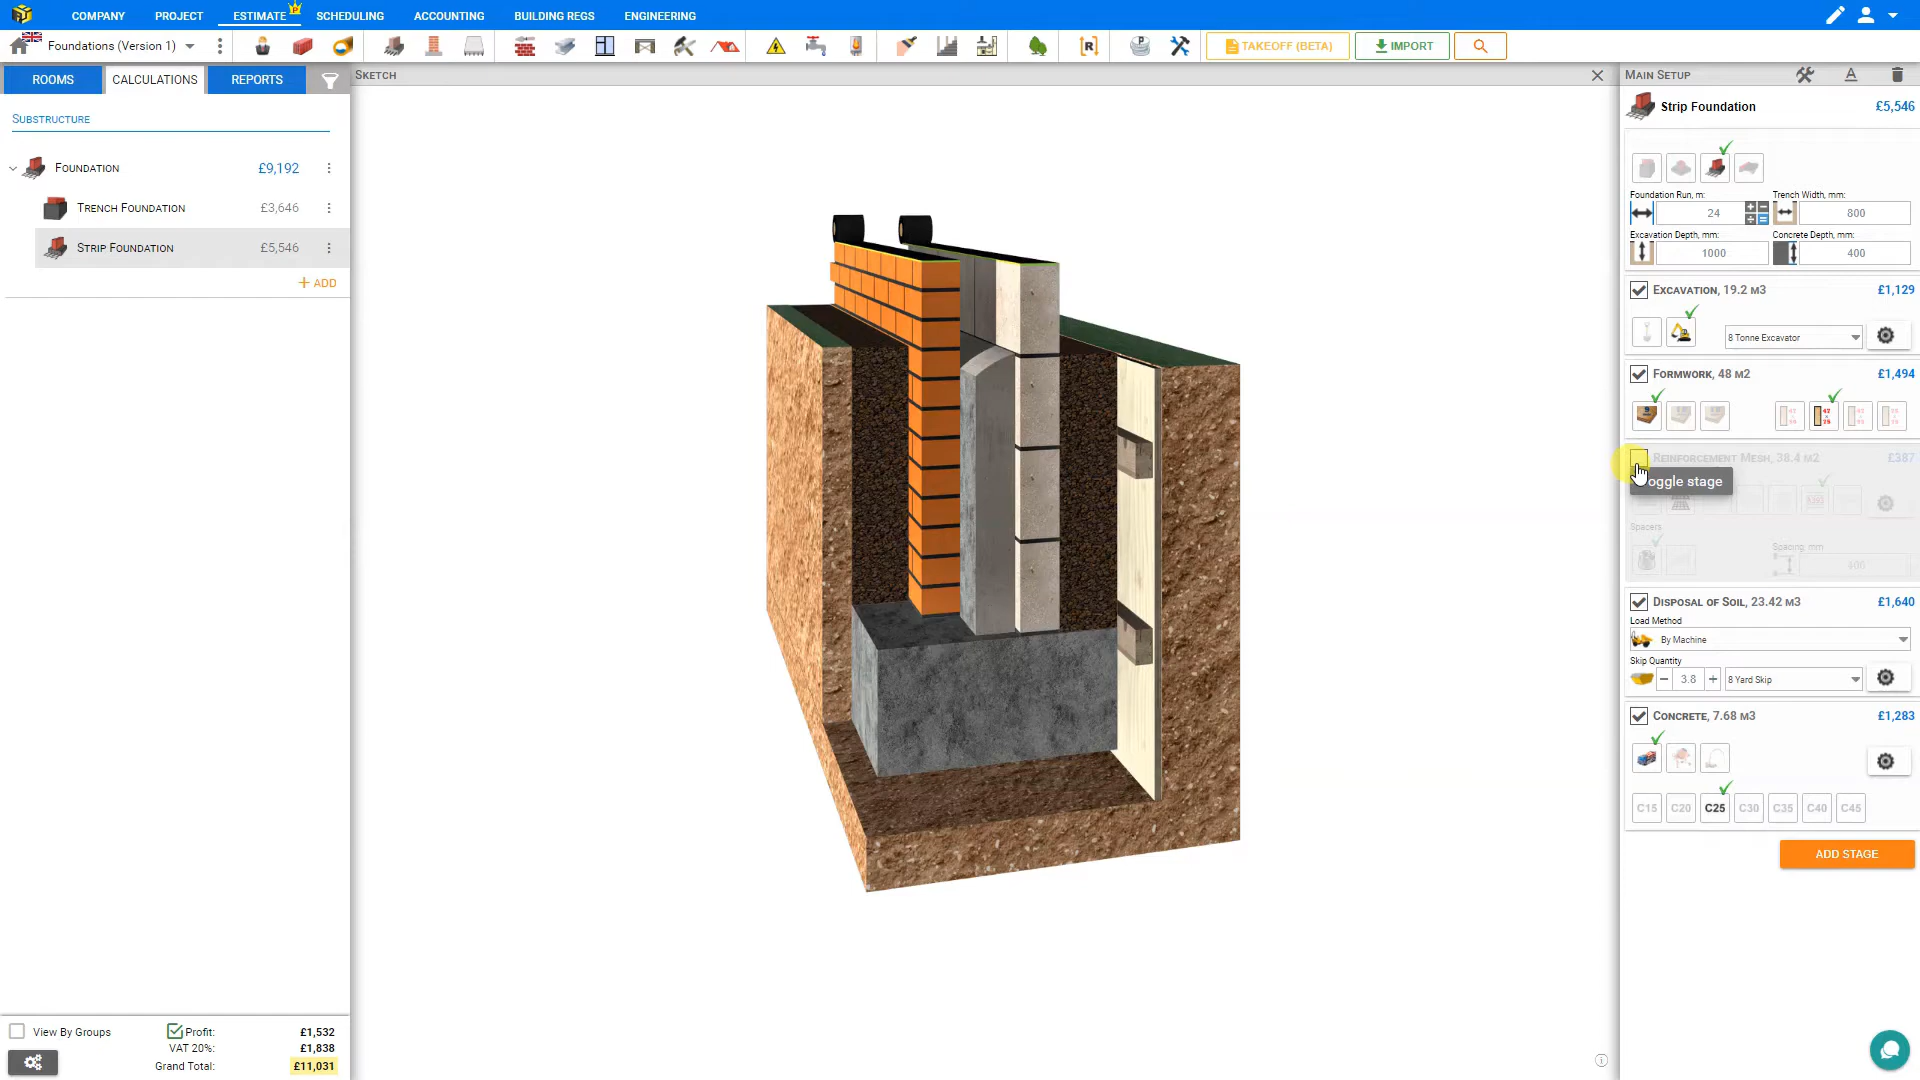 COMPANY PROJECT ESTIMATE SCHEDULING ACCOUNTING BUILDING REGS ENGINEERING
Foundations (Version 1)
TAKEOFF (BETA) IMPORT
ROOMS CALCULATIONS REPORTS
SUBSTRUCTURE
FOUNDATION £9,192
TRENCH FOUNDATION £3,646
STRIP FOUNDATION £5,546
+ ADD
View By Groups
Profit: £1,532
VAT 20%: £1,838
Grand Total: £11,031
SKETCH
MAIN SETUP
Strip Foundation £5,546
Foundation Run, m: Trench Width, mm:
24 800
Excavation Depth, mm: Concrete Depth, mm:
1000 400
EXCAVATION, 19.2 M3 £1,129
8 Tonne Excavator
FORMWORK, 48 M2 £1,494
REINFORCEMENT MESH, 38.4 M2 £387
oggle stage
Spacers
Spacing, mm
400
DISPOSAL OF SOIL, 23.42 M3 £1,640
Load Method
By Machine
Skip Quantity
3.8 8 Yard Skip
CONCRETE, 7.68 M3 £1,283
C15 C20 C25 C30 C35 C40 C45
ADD STAGE